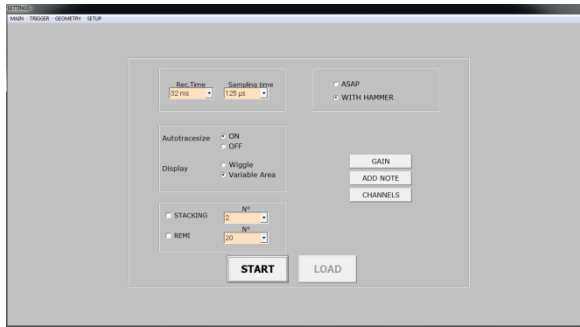 SETTINGS
MAIN TRIGGER GEOMETRY SETUP
Rec.Time Sampling time
32 ms 125 µs
ASAP
WITH HAMMER
Autotracesize ON
OFF
Display Wiggle
Variable Area
GAIN
ADD NOTE
CHANNELS
N°
STACKING 2
N°
REMI 20
START LOAD